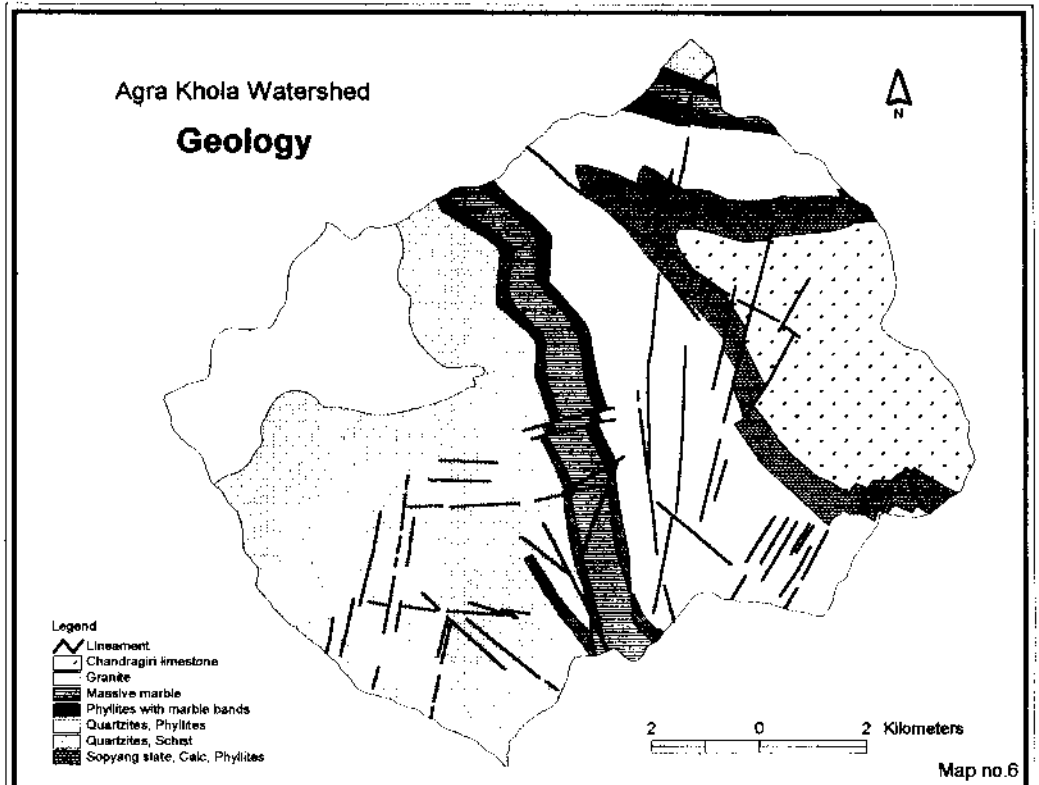 Agra Khola Watershed
Geology
N
Legend
Lineament
Chandragiri limestone
Granite
Massive marble
Phyllites with marble bands
Quartzites, Phyllites
Quartzites, Schist
Sopyang slate, Calc, Phyllites
2 0 2 Kilometers
Map no.6